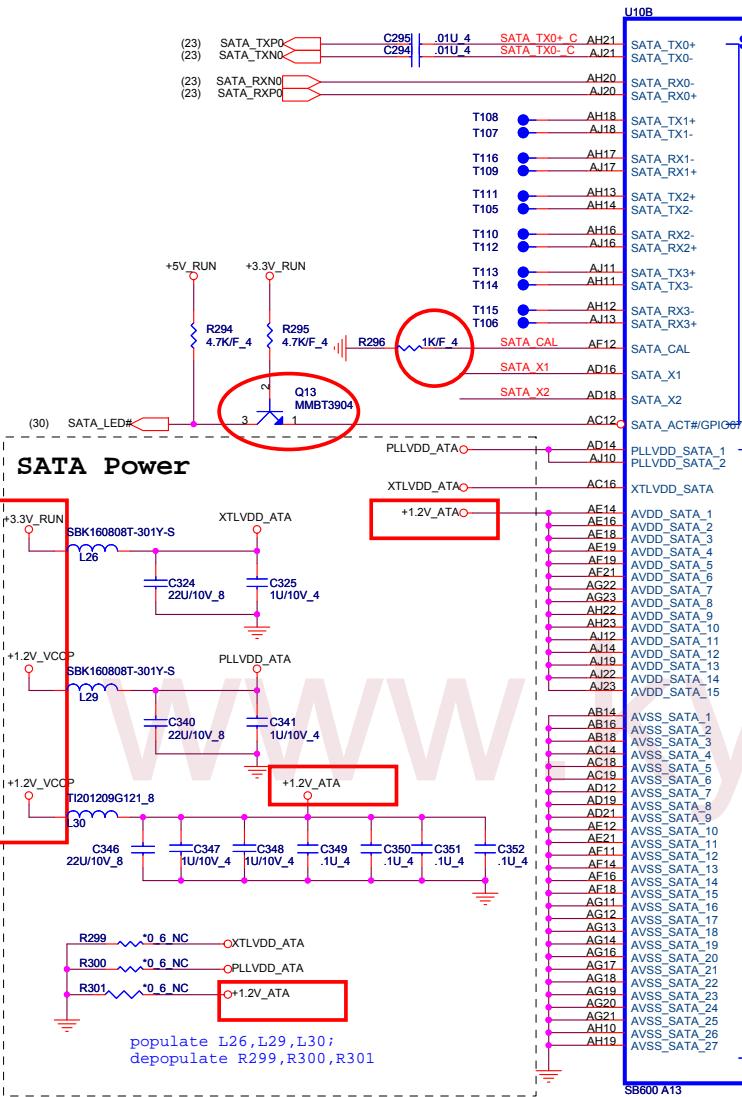 U10B
(23) SATA_TXP0 C295 .01U_4 SATA_TX0+_C AH21 SATA_TX0+
(23) SATA_TXN0 C294 .01U_4 SATA_TX0-_C AJ21 SATA_TX0-
(23) SATA_RXN0 AH20 SATA_RX0-
(23) SATA_RXP0 AJ20 SATA_RX0+
T108 AH18 SATA_TX1+
T107 AJ18 SATA_TX1-
T116 AH17 SATA_RX1-
T109 AJ17 SATA_RX1+
T111 AH13 SATA_TX2+
T105 AH14 SATA_TX2-
T110 AH16 SATA_RX2-
T112 AJ16 SATA_RX2+
T113 AJ11 SATA_TX3+
T114 AH11 SATA_TX3-
T115 AH12 SATA_RX3-
T106 AJ13 SATA_RX3+
+5V_RUN +3.3V_RUN
R294 4.7K/F_4
R295 4.7K/F_4
R296 1K/F_4 SATA_CAL AF12 SATA_CAL
SATA_X1 AD16 SATA_X1
SATA_X2 AD18 SATA_X2
Q13
MMBT3904
2
3 1
(30) SATA_LED# AC12 SATA_ACT#/GPIO67
PLLVDD_ATA AD14 PLLVDD_SATA_1
AJ10 PLLVDD_SATA_2
XTLVDD_ATA AC16 XTLVDD_SATA
+1.2V_ATA AE14 AVDD_SATA_1
AE16 AVDD_SATA_2
AE18 AVDD_SATA_3
AE19 AVDD_SATA_4
AF19 AVDD_SATA_5
AF21 AVDD_SATA_6
AG22 AVDD_SATA_7
AG23 AVDD_SATA_8
AH22 AVDD_SATA_9
AH23 AVDD_SATA_10
AJ12 AVDD_SATA_11
AJ14 AVDD_SATA_12
AJ19 AVDD_SATA_13
AJ22 AVDD_SATA_14
AJ23 AVDD_SATA_15
AB14 AVSS_SATA_1
AB16 AVSS_SATA_2
AB18 AVSS_SATA_3
AC14 AVSS_SATA_4
AC18 AVSS_SATA_5
AC19 AVSS_SATA_6
AD12 AVSS_SATA_7
AD19 AVSS_SATA_8
AD21 AVSS_SATA_9
AE12 AVSS_SATA_10
AE21 AVSS_SATA_11
AF11 AVSS_SATA_12
AF14 AVSS_SATA_13
AF16 AVSS_SATA_14
AF18 AVSS_SATA_15
AG11 AVSS_SATA_16
AG12 AVSS_SATA_17
AG13 AVSS_SATA_18
AG14 AVSS_SATA_19
AG16 AVSS_SATA_20
AG17 AVSS_SATA_21
AG18 AVSS_SATA_22
AG19 AVSS_SATA_23
AG20 AVSS_SATA_24
AG21 AVSS_SATA_25
AH10 AVSS_SATA_26
AH19 AVSS_SATA_27
SB600 A13
SATA Power
+3.3V_RUN SBK160808T-301Y-S XTLVDD_ATA
L26
C324 22U/10V_8
C325 1U/10V_4
+1.2V_VCCP SBK160808T-301Y-S PLLVDD_ATA
L29
C340 22U/10V_8
C341 1U/10V_4
+1.2V_VCCP TI201209G121_8 +1.2V_ATA
L30
C346 22U/10V_8
C347 1U/10V_4
C348 1U/10V_4
C349 .1U_4
C350 .1U_4
C351 .1U_4
C352 .1U_4
R299 *0_6_NC XTLVDD_ATA
R300 *0_6_NC PLLVDD_ATA
R301 *0_6_NC +1.2V_ATA
populate L26,L29,L30;
depopulate R299,R300,R301
www.